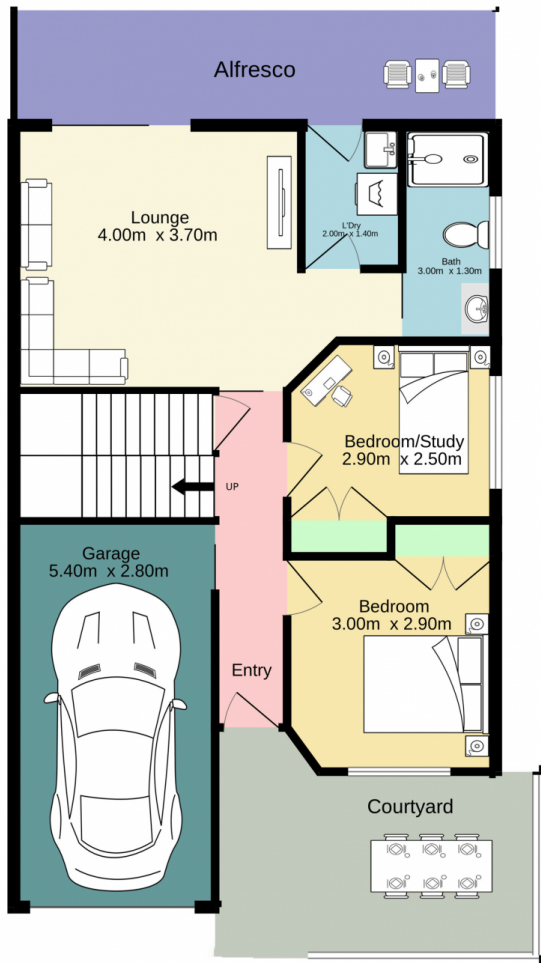 Alfresco
Lounge
4.00m x 3.70m
L'Dry
2.00m x 1.40m
Bath
3.00m x 1.30m
Bedroom/Study
2.90m x 2.50m
UP
Garage
5.40m x 2.80m
Bedroom
3.00m x 2.90m
Entry
Courtyard